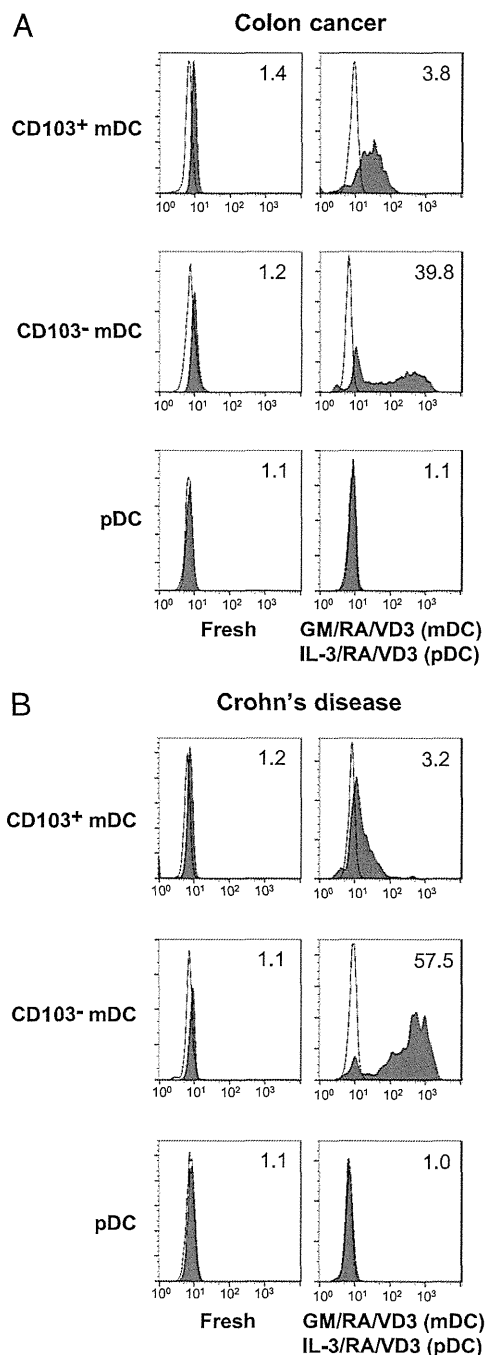 A
Colon cancer
CD103+ mDC
1.4
10⁰ 10¹ 10² 10³
3.8
10⁰ 10¹ 10² 10³
CD103- mDC
1.2
10⁰ 10¹ 10² 10³
39.8
10⁰ 10¹ 10² 10³
pDC
1.1
10⁰ 10¹ 10² 10³
1.1
10⁰ 10¹ 10² 10³
Fresh
GM/RA/VD3 (mDC)
IL-3/RA/VD3 (pDC)
B
Crohn's disease
CD103+ mDC
1.2
10⁰ 10¹ 10² 10³
3.2
10⁰ 10¹ 10² 10³
CD103- mDC
1.1
10⁰ 10¹ 10² 10³
57.5
10⁰ 10¹ 10² 10³
pDC
1.1
10⁰ 10¹ 10² 10³
1.0
10⁰ 10¹ 10² 10³
Fresh
GM/RA/VD3 (mDC)
IL-3/RA/VD3 (pDC)